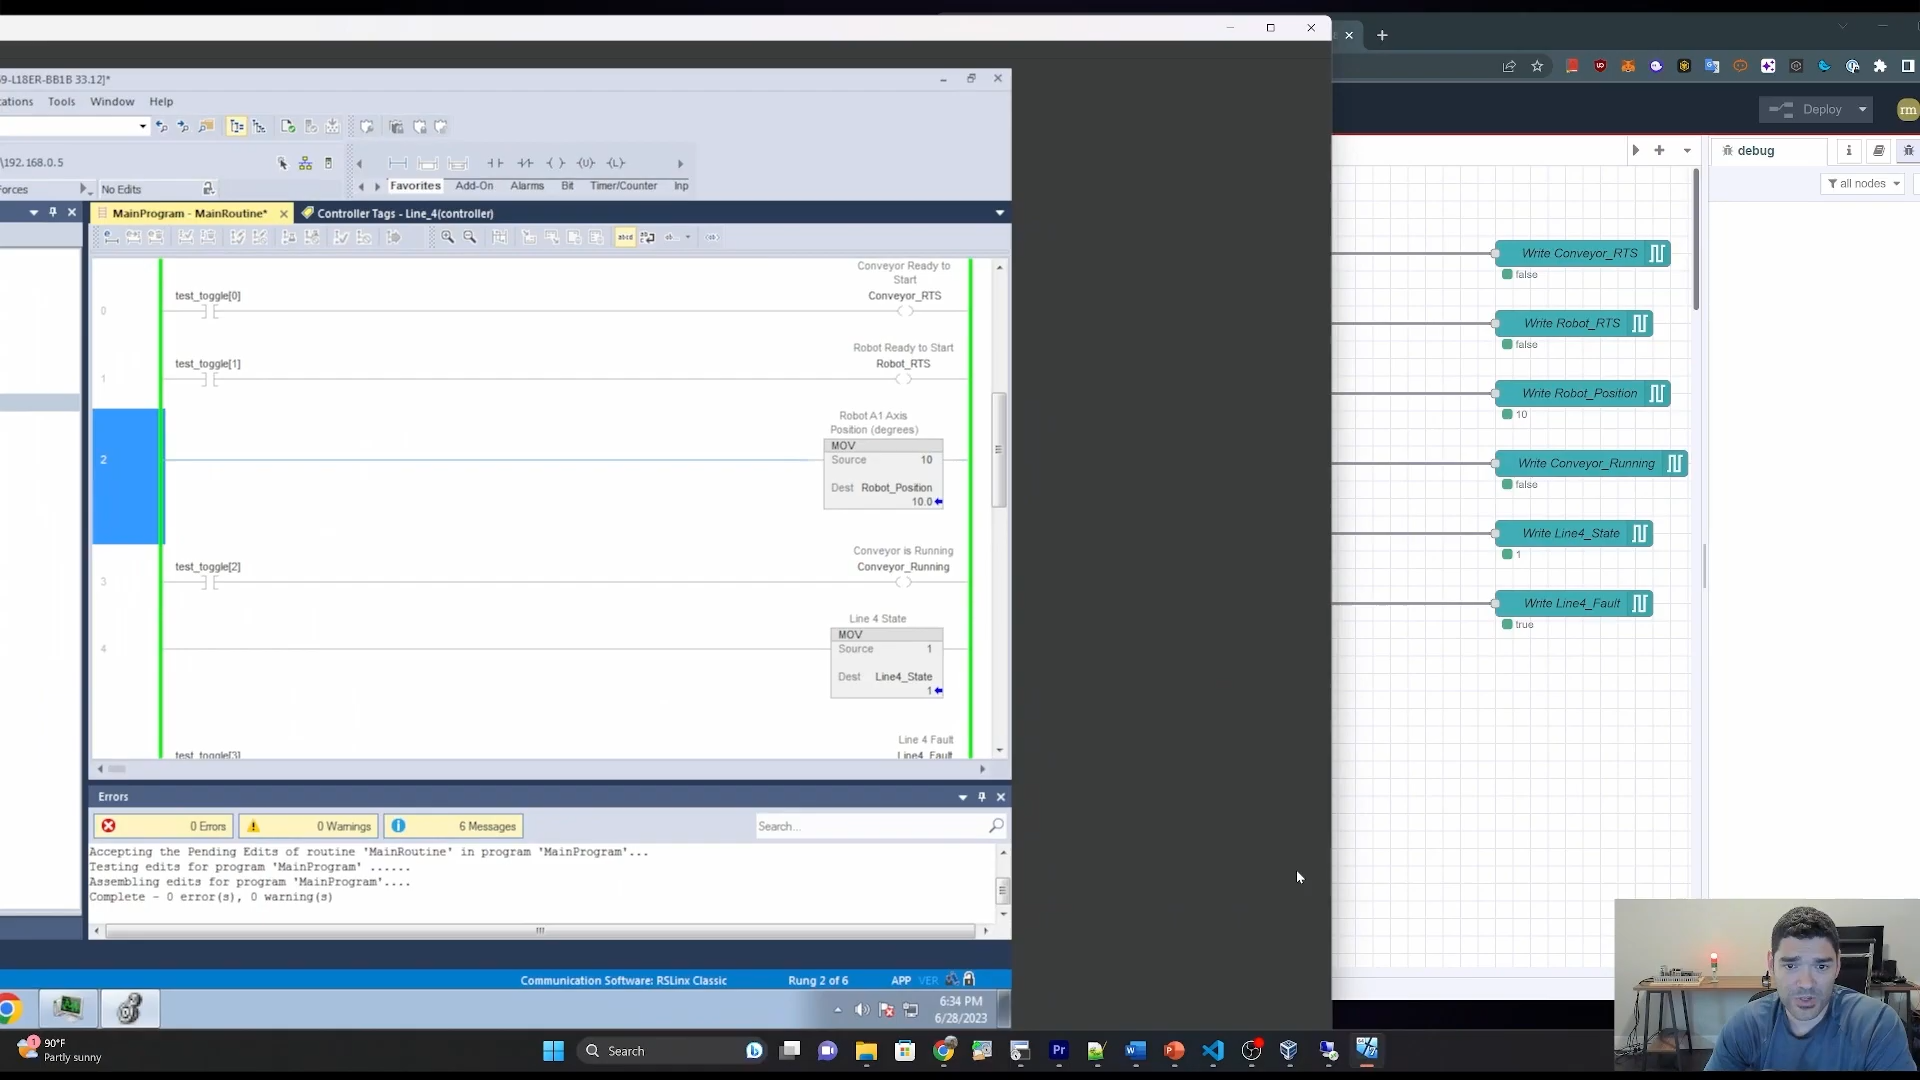 9-L18ER-BB1B 33.12]*
ations Tools Window Help
\192.168.0.5
Forces No Edits
Favorites Add-On Alarms Bit Timer/Counter Inp
MainProgram - MainRoutine*
Controller Tags - Line_4(controller)
Conveyor Ready to
Start
test_toggle[0] Conveyor_RTS
0
Robot Ready to Start
test_toggle[1] Robot_RTS
1
Robot A1 Axis
Position (degrees)
MOV
2
Source 10
Dest Robot_Position
10.0
Conveyor is Running
test_toggle[2] Conveyor_Running
3
Line 4 State
MOV
4
Source 1
Dest Line4_State
1
Line 4 Fault
test_toggle[3] Line4_Fault
Errors
0 Errors
0 Warnings
6 Messages
Search...
Accepting the Pending Edits of routine 'MainRoutine' in program 'MainProgram'...
Testing edits for program 'MainProgram' ......
Assembling edits for program 'MainProgram'....
Complete - 0 error(s), 0 warning(s)
Communication Software: RSLinx Classic Rung 2 of 6 APP VER
6:34 PM
6/28/2023
Deploy
rm
debug
i
all nodes
Write Conveyor_RTS
false
Write Robot_RTS
false
Write Robot_Position
10
Write Conveyor_Running
false
Write Line4_State
1
Write Line4_Fault
true
1
90°F
Partly sunny
Search
Pr